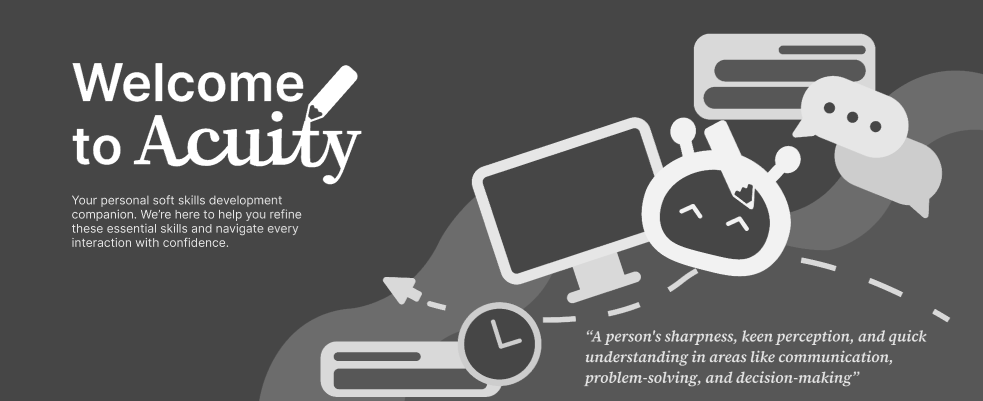 Welcome
to Acuity
Your personal soft skills development
companion. We're here to help you refine
these essential skills and navigate every
interaction with confidence.
“A person's sharpness, keen perception, and quick
understanding in areas like communication,
problem-solving, and decision-making”